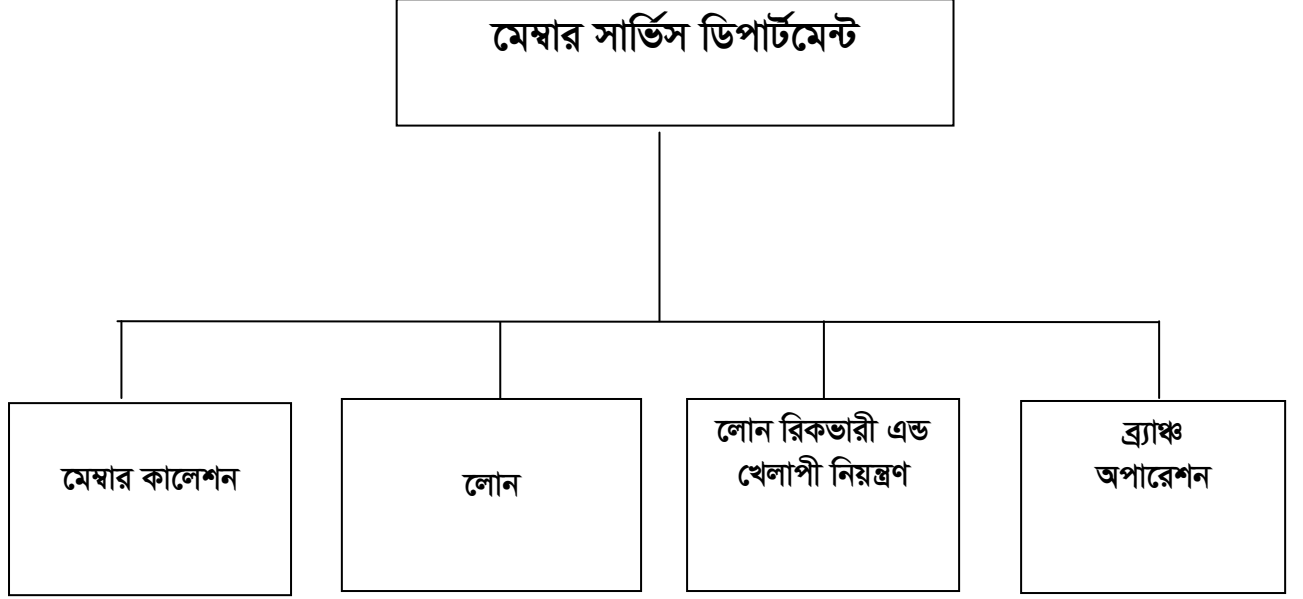 মেম্বার সার্ভিস ডিপার্টমেন্ট
মেম্বার কালেশন
লোন
লোন রিকভারী এন্ড
খেলাপী নিয়ন্ত্রণ
ব্র্যাঞ্চ
অপারেশন